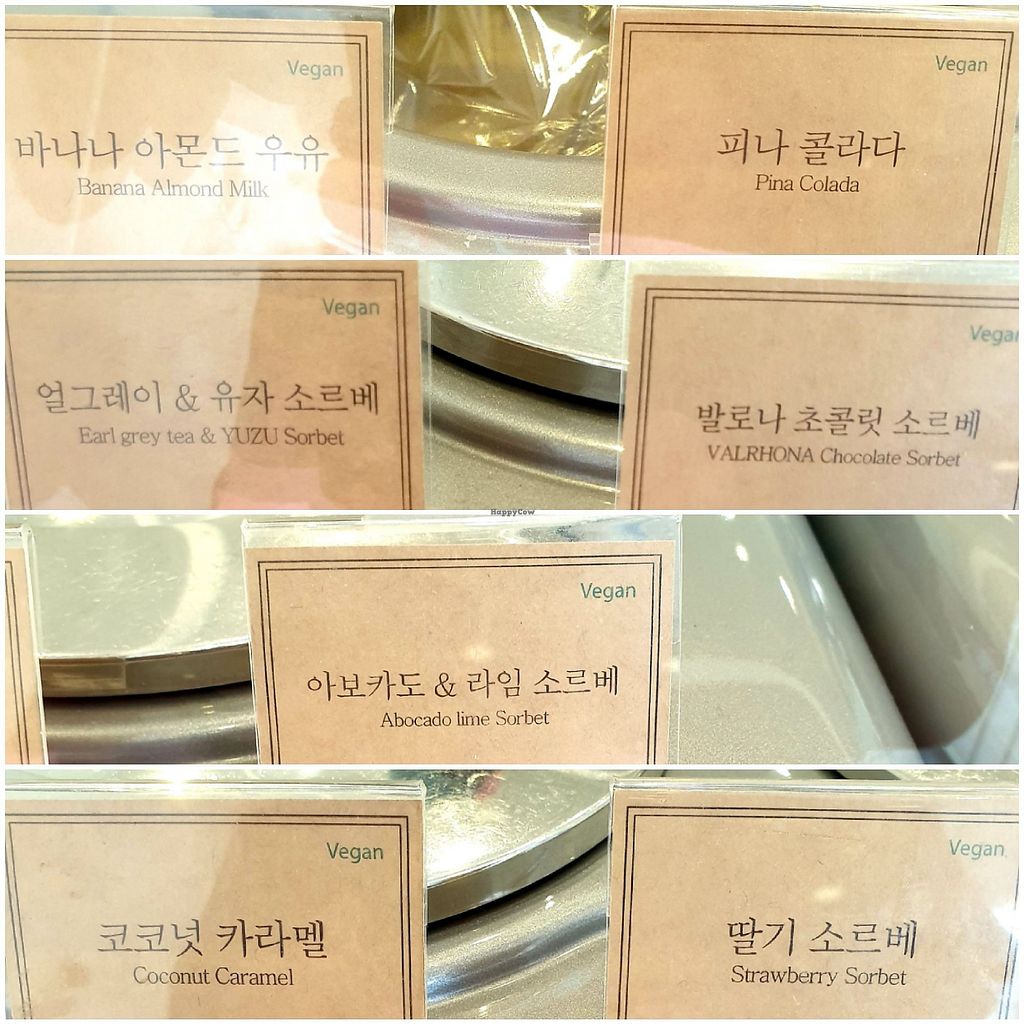 Vegan
바나나 아몬드 우유
Banana Almond Milk
Vegan
피나 콜라다
Pina Colada
Vegan
얼그레이 & 유자 소르베
Earl grey tea & YUZU Sorbet
Vegan
발로나 초콜릿 소르베
VALRHONA Chocolate Sorbet
HappyCow
Vegan
아보카도 & 라임 소르베
Abocado lime Sorbet
Vegan
코코넛 카라멜
Coconut Caramel
Vegan
딸기 소르베
Strawberry Sorbet